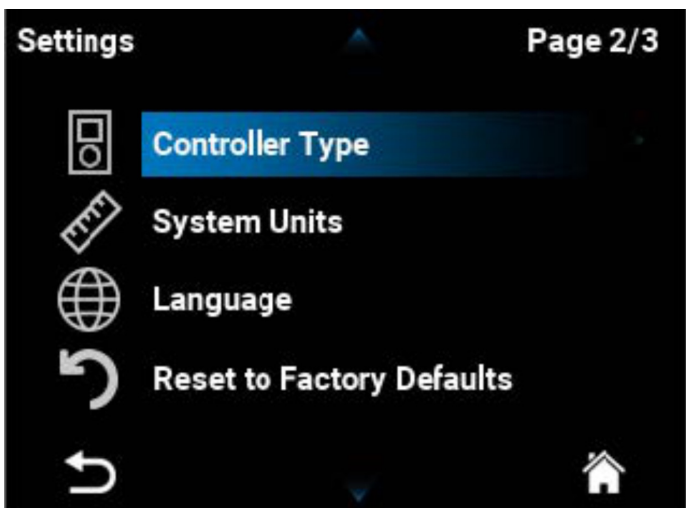 Settings
Page 2/3
Controller Type
System Units
Language
Reset to Factory Defaults